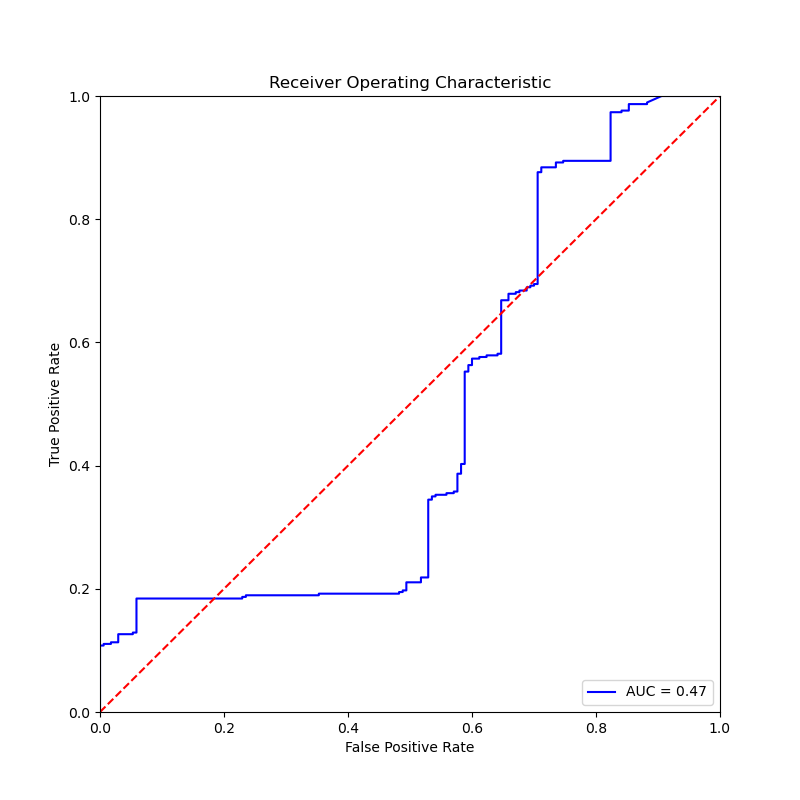 Receiver Operating Characteristic
1.0
0.8
0.6
0.4
0.2
0.0
True Positive Rate
AUC = 0.47
0.0 0.2 0.4 0.6 0.8 1.0
False Positive Rate